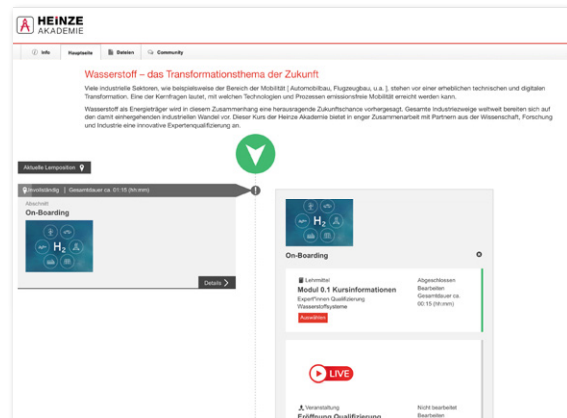 HEINZE
AKADEMIE
Info Hauptseite Dateien Community
Wasserstoff – das Transformationsthema
der Zukunft
Viele industrielle Sektoren, wie beispielsweise der Bereich der Mobilität [ Automobilbau, Flugzeugbau, u.a. ], stehen vor einer erheblichen technischen und digitalen
Transformation. Eine der Kernfragen lautet, mit welchen Technologien und Prozessen emissionsfreie Mobilität erreicht werden kann.
Wasserstoff als Energieträger wird in diesem Zusammenhang eine herausragende Zukunftschance vorhergesagt. Gesamte Industriezweige weltweit bereiten sich auf
den damit einhergehenden industriellen Wandel vor. Dieser Kurs der Heinze Akademie bietet in enger Zusammenarbeit mit Partnern aus der Wissenschaft, Forschung
und Industrie eine innovative Expertenqualifizierung an.
Aktuelle Lernposition
Unvollständig | Gesamtdauer ca. 01:15 (hh:mm)
Abschnitt
On-Boarding
H₂
Details
H₂
On-Boarding
Lehrmittel
Modul 0.1 Kursinformationen
Expert*innen Qualifizierung
Wasserstoffsysteme
Auswählen
Abgeschlossen
Bearbeiten
Gesamtdauer ca.
00:15 (hh:mm)
LIVE
Veranstaltung
Eröffnung Qualifizierung
Nicht bearbeitet
Bearbeiten